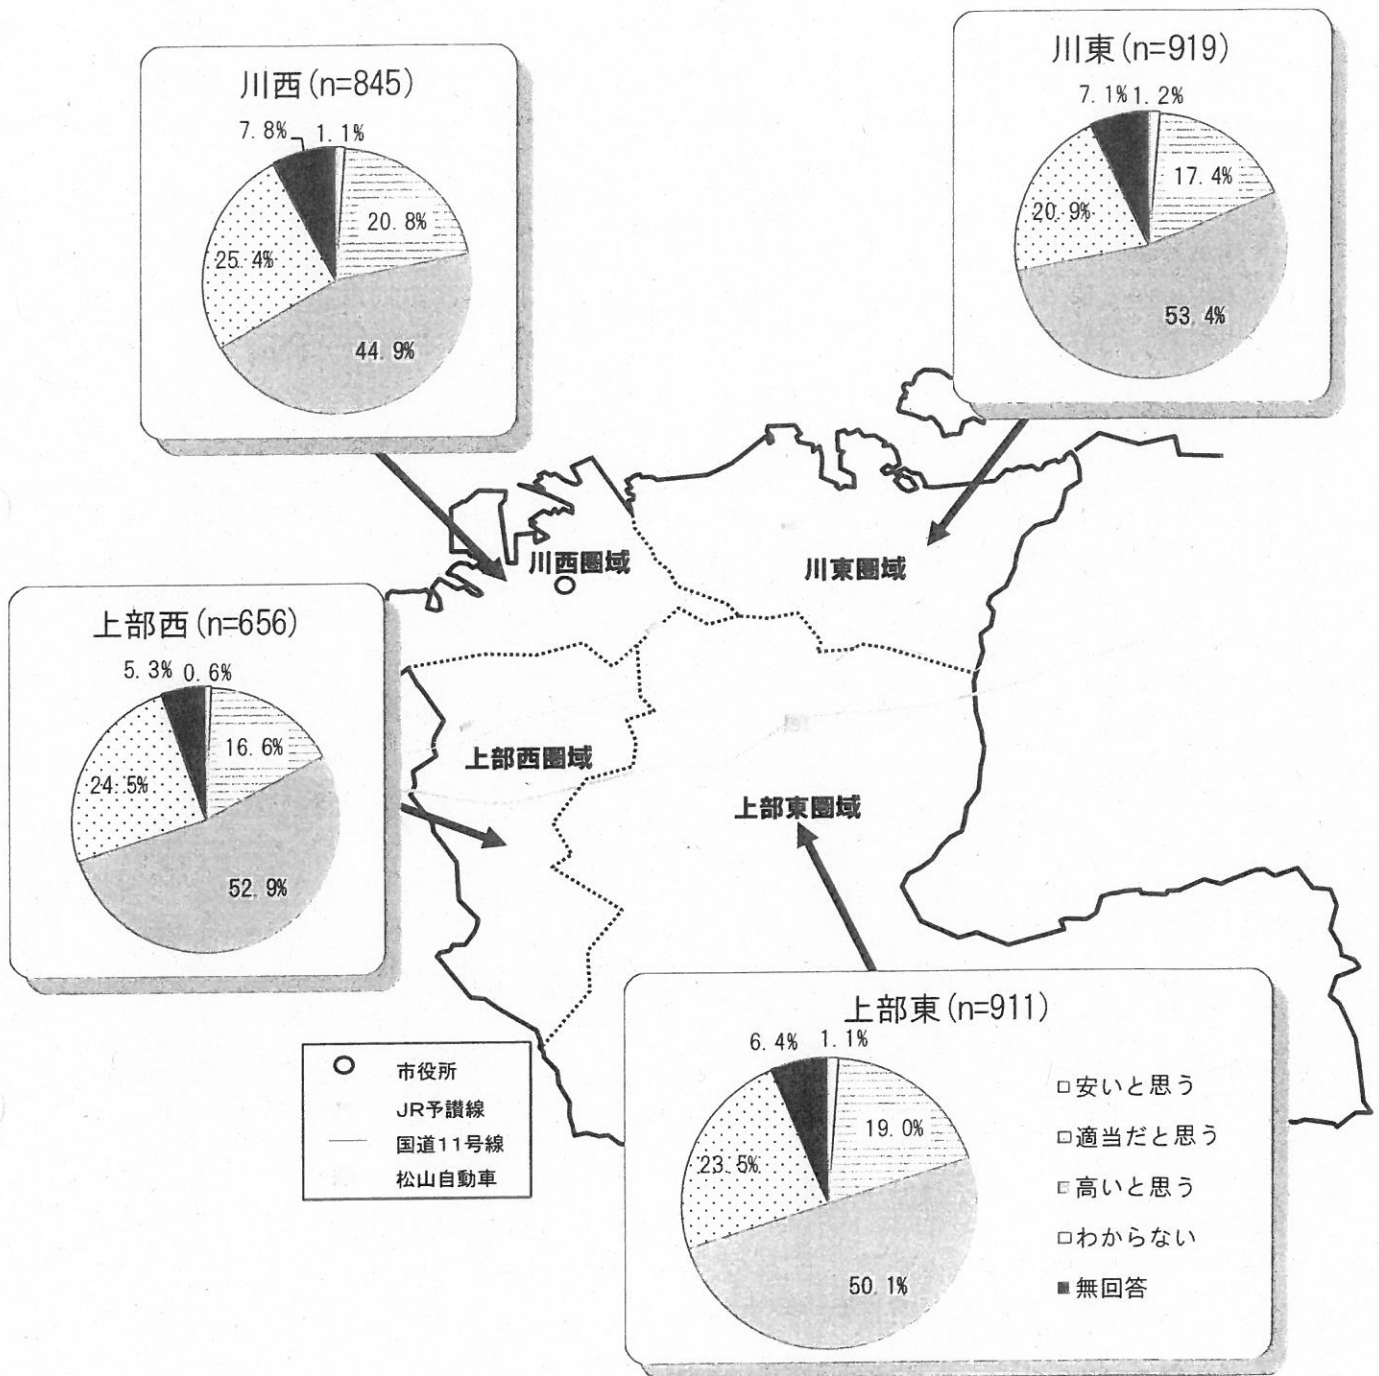 川西(n=845)
7.8%
1.1%
20.8%
25.4%
44.9%
川東(n=919)
7.1%
1.2%
17.4%
20.9%
53.4%
川西圏域
川東圏域
上部西(n=656)
5.3%
0.6%
16.6%
24.5%
52.9%
上部西圏域
上部東圏域
上部東(n=911)
6.4%
1.1%
19.0%
23.5%
50.1%
安いと思う
適当だと思う
高いと思う
わからない
無回答
市役所
JR予讃線
国道11号線
松山自動車